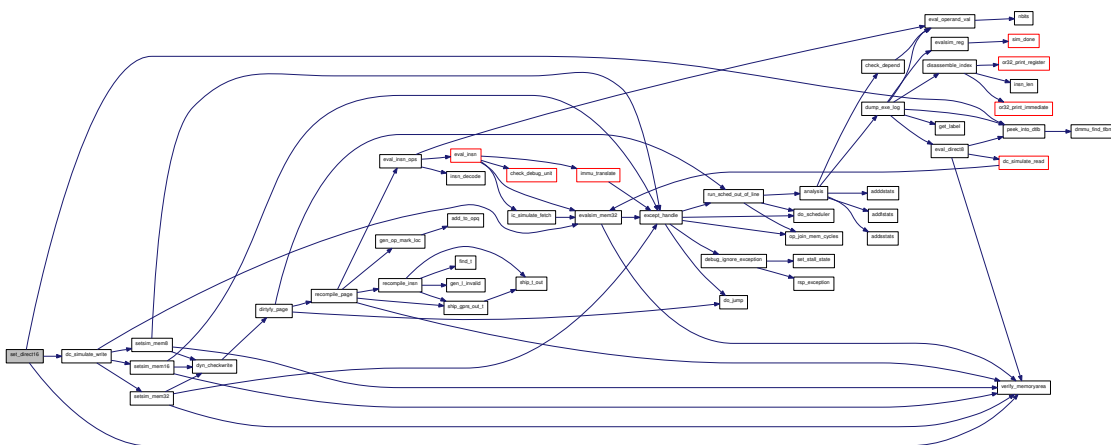 set_direct16
dc_simulate_write
setsim_mem8
setsim_mem16
setsim_mem32
dyn_checkwrite
dirtyfy_page
recompile_page
eval_insn_ops
gen_op_mark_loc
recompile_insn
eval_insn
insn_decode
add_to_opq
find_t
gen_t_invalid
ship_gprs_out_t
check_debug_unit
ic_simulate_fetch
ship_t_out
immu_translate
evalsim_mem32
except_handle
run_sched_out_of_line
debug_ignore_exception
do_jump
analysis
do_scheduler
op_join_mem_cycles
set_stall_state
rsp_exception
check_depend
dump_exe_log
adddstats
addfstats
addsstats
eval_operand_val
evalsim_reg
disassemble_index
get_label
eval_direct8
nbits
sim_done
or32_print_register
insn_len
or32_print_immediate
peek_into_dtlb
dc_simulate_read
verify_memoryarea
dmmu_find_tlbmp